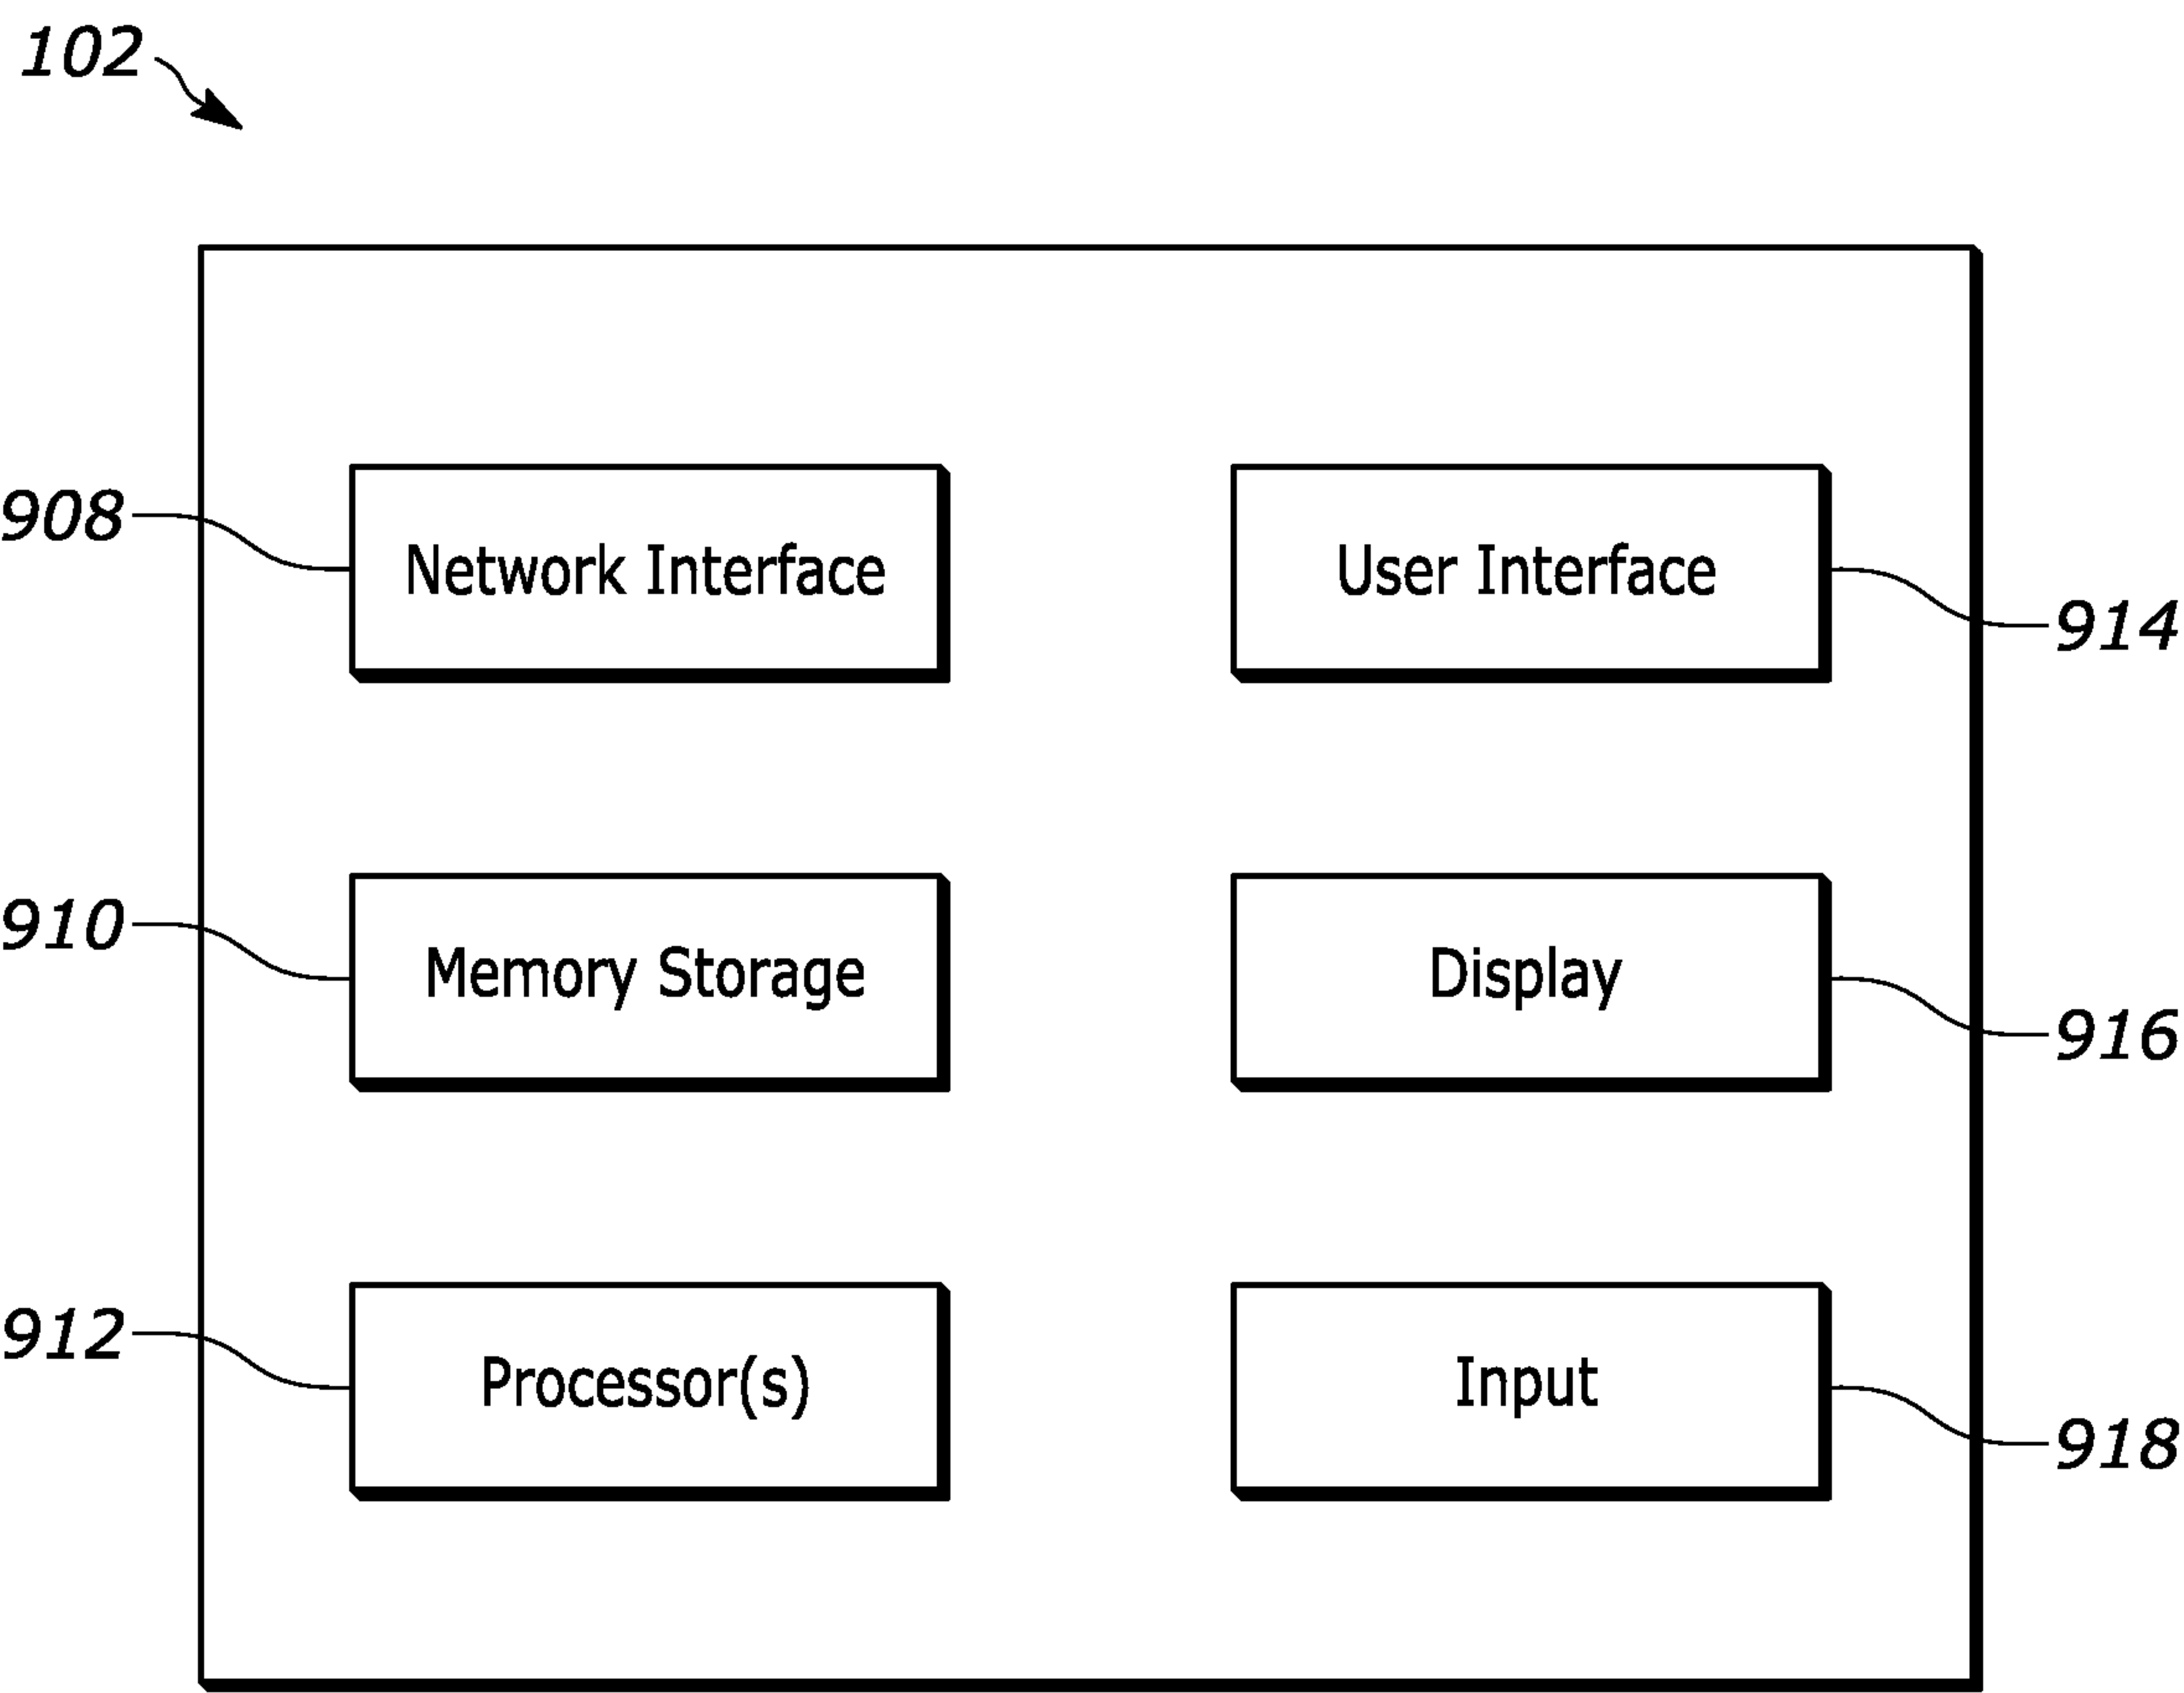 102
908
Network Interface
User Interface
914
910
Memory Storage
Display
916
912
Processor(s)
Input
918